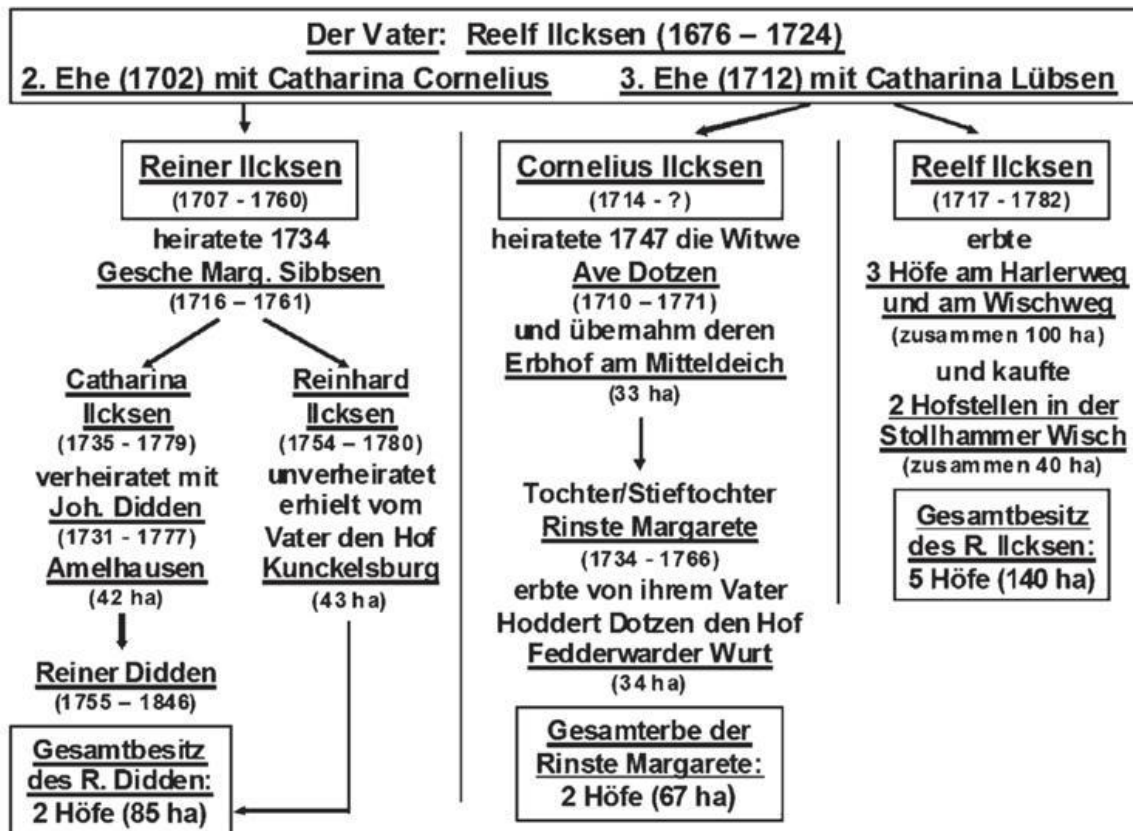 Der Vater: Reelf Ilcksen (1676 – 1724)
2. Ehe (1702) mit Catharina Cornelius
3. Ehe (1712) mit Catharina Lübsen
Reiner Ilcksen
(1707 - 1760)
heiratete 1734
Gesche Marg. Sibbsen
(1716 – 1761)
Catharina
Ilcksen
(1735 - 1779)
verheiratet mit
Joh. Didden
(1731 - 1777)
Amelhausen
(42 ha)
Reiner Didden
(1755 – 1846)
Gesamtbesitz
des R. Didden:
2 Höfe (85 ha)
Reinhard
Ilcksen
(1754 – 1780)
unverheiratet
erhielt vom
Vater den Hof
Kunckelsburg
(43 ha)
Cornelius Ilcksen
(1714 - ?)
heiratete 1747 die Witwe
Ave Dotzen
(1710 – 1771)
und übernahm deren
Erbhof am Mitteldeich
(33 ha)
Tochter/Stieftochter
Rinste Margarete
(1734 - 1766)
erbte von ihrem Vater
Hoddert Dotzen den Hof
Fedderwarder Wurt
(34 ha)
Gesamterbe der
Rinste Margarete:
2 Höfe (67 ha)
Reelf Ilcksen
(1717 - 1782)
erbte
3 Höfe am Harlerweg
und am Wischweg
(zusammen 100 ha)
und kaufte
2 Hofstellen in der
Stollhammer Wisch
(zusammen 40 ha)
Gesamtbesitz
des R. Ilcksen:
5 Höfe (140 ha)